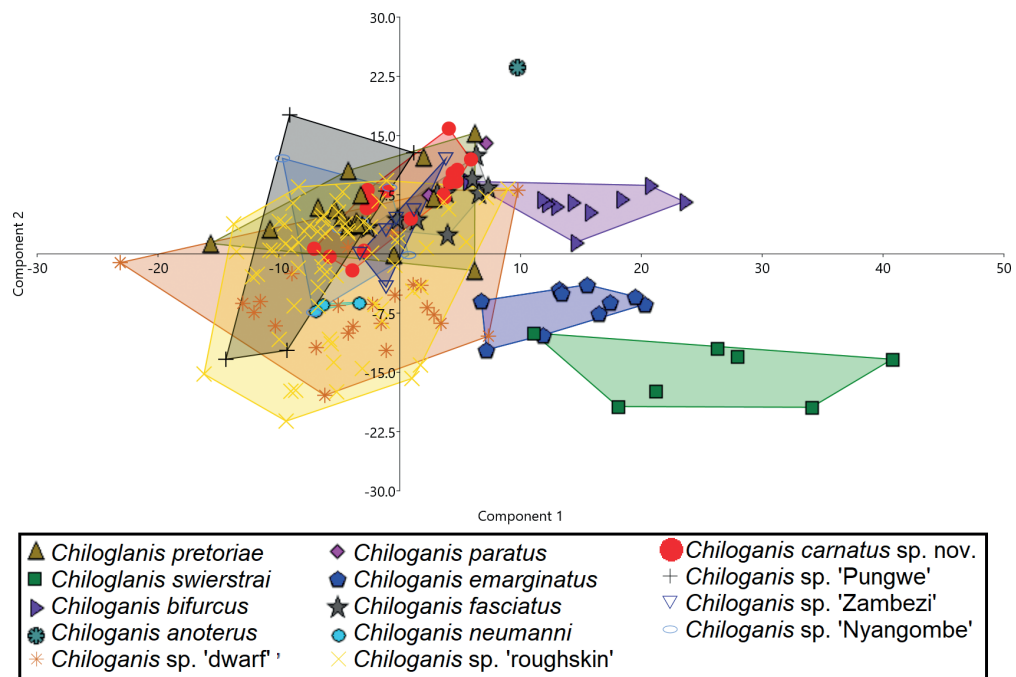 30.0
22.5
15.0
7.5
-7.5
-15.0
-22.5
-30.0
Component 2
-30 -20 -10 10 20 30 40 50
Component 1
Chiloglanis pretoriae
Chiloglanis swierstrai
Chiloganis bifurcus
Chiloganis anoterus
Chiloganis sp. 'dwarf' '
Chiloganis paratus
Chiloganis emarginatus
Chiloganis fasciatus
Chiloganis neumanni
Chiloganis sp. 'roughskin'
Chiloganis carnatus sp. nov.
Chiloganis sp. 'Pungwe'
Chiloganis sp. 'Zambezi'
Chiloganis sp. 'Nyangombe'